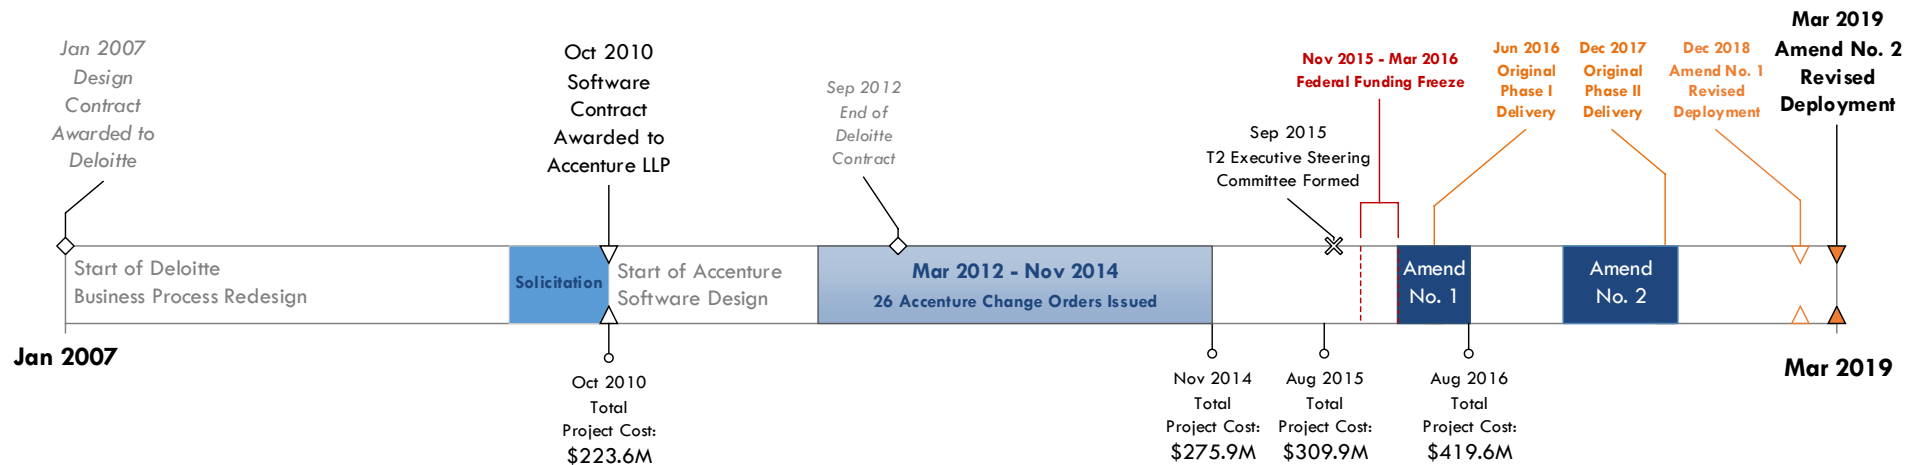 Jan 2007
Design
Contract
Awarded to
Deloitte
Oct 2010
Software
Contract
Awarded to
Accenture LLP
Sep 2012
End of
Deloitte
Contract
Sep 2015
T2 Executive Steering
Committee Formed
Nov 2015 - Mar 2016
Federal Funding Freeze
Jun 2016
Original
Phase I
Delivery
Dec 2017
Original
Phase II
Delivery
Dec 2018
Amend No. 1
Revised
Deployment
Mar 2019
Amend No. 2
Revised
Deployment
Start of Deloitte
Business Process Redesign
Solicitation
Start of Accenture
Software Design
Mar 2012 - Nov 2014
26 Accenture Change Orders Issued
Amend
No. 1
Amend
No. 2
Jan 2007
Mar 2019
Oct 2010
Total
Project Cost:
$223.6M
Nov 2014
Total
Project Cost:
$275.9M
Aug 2015
Total
Project Cost:
$309.9M
Aug 2016
Total
Project Cost:
$419.6M